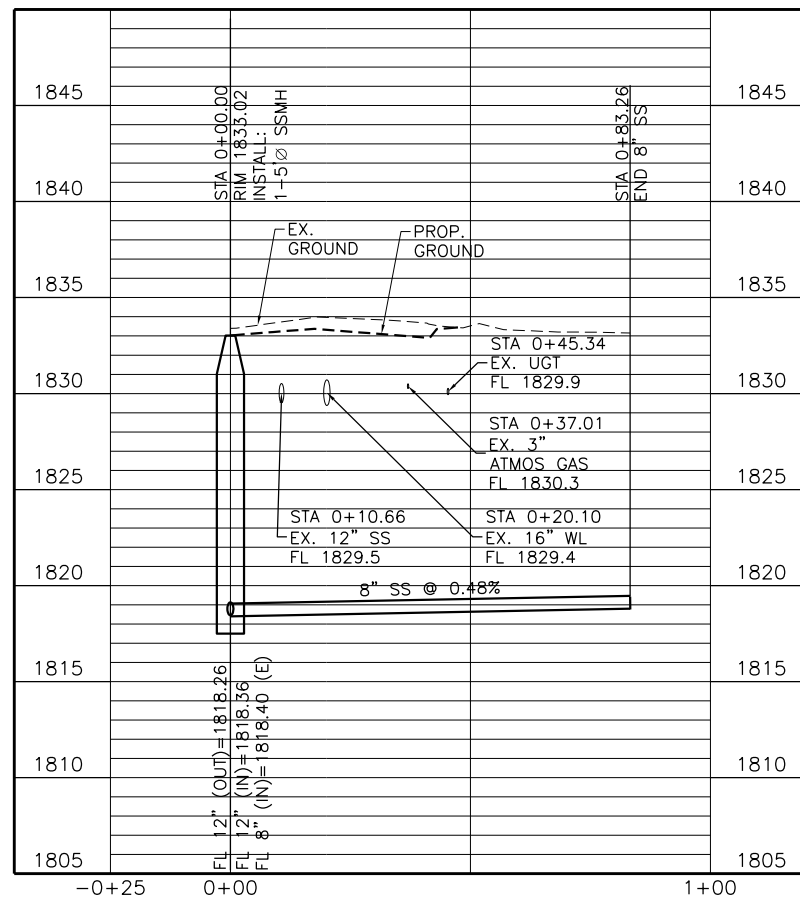 1845
1845
STA 0+00.00
RIM 1833.02
INSTALL:
1-5'Ø SSMH
STA 0+83.26
END 8" SS
1840
1840
EX.
GROUND
PROP.
GROUND
1835
1835
STA 0+45.34
EX. UGT
FL 1829.9
1830
1830
STA 0+37.01
EX. 3"
ATMOS GAS
FL 1830.3
1825
1825
STA 0+10.66
EX. 12" SS
FL 1829.5
STA 0+20.10
EX. 16" WL
FL 1829.4
1820
1820
8" SS @ 0.48%
1815
1815
FL 12" (OUT)=1818.26
FL 12" (IN)=1818.36
FL 8" (IN)=1818.40 (E)
1810
1810
1805
1805
-0+25
0+00
1+00